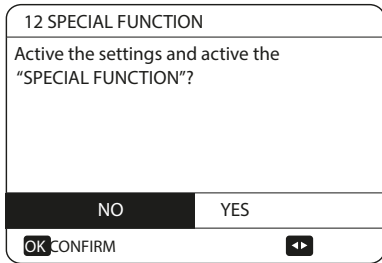 12 SPECIAL FUNCTION
Active the settings and active the
“SPECIAL FUNCTION”?
NO YES
OK CONFIRM